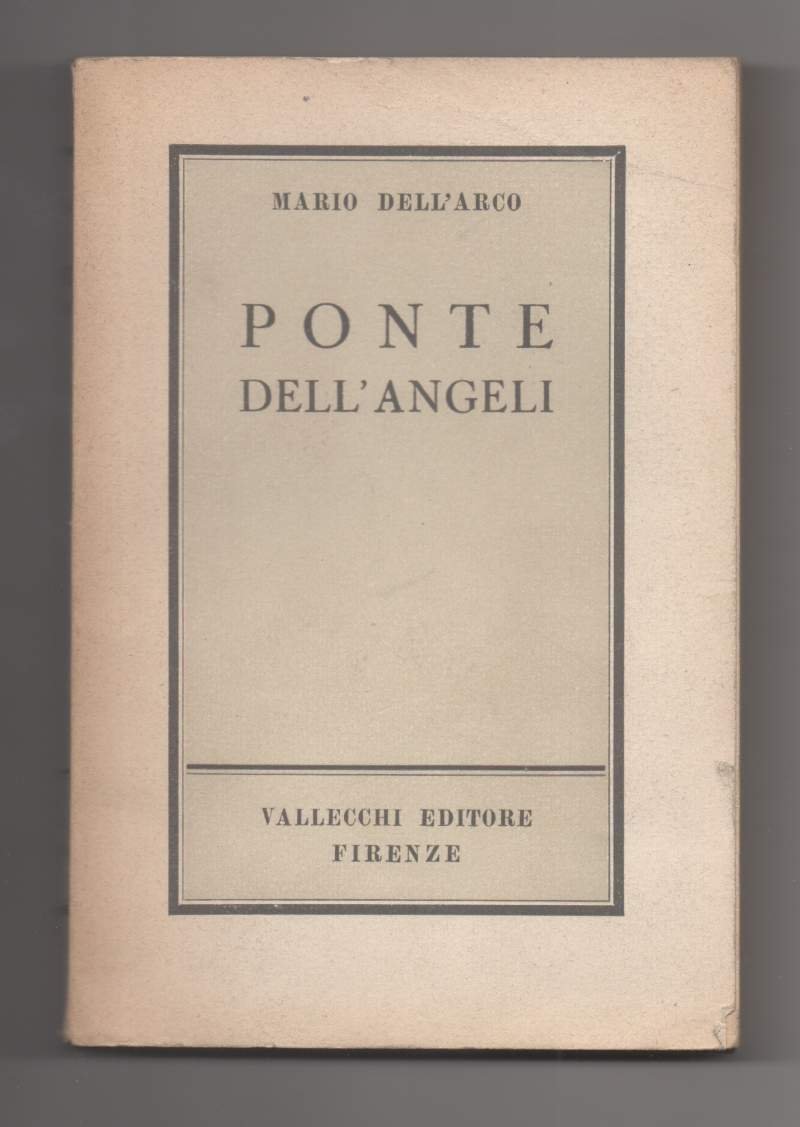 MARIO DELL'ARCO
PONTE
DELL'ANGELI
VALLECCHI EDITORE
FIRENZE